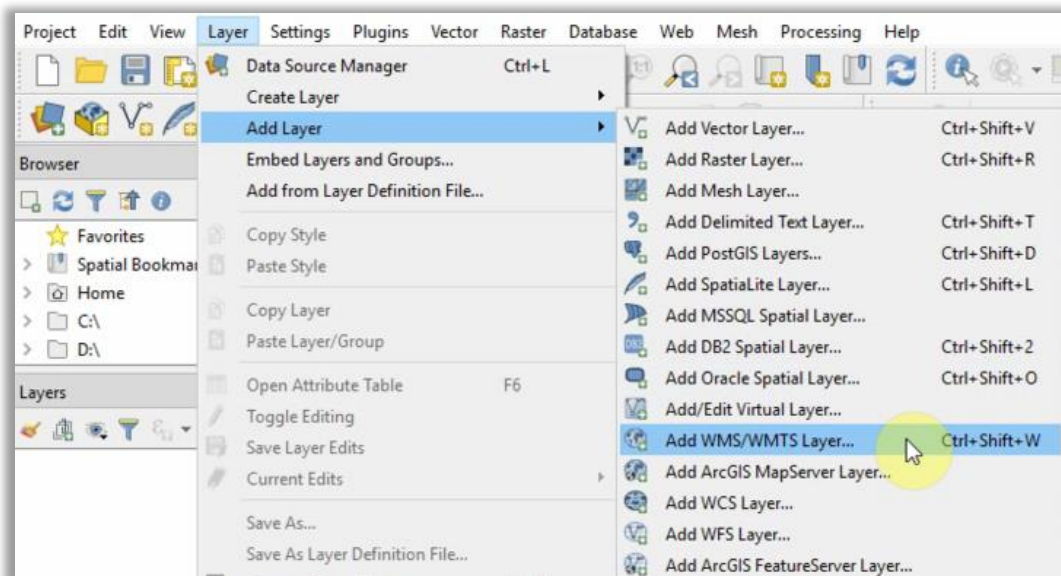 Project Edit View Layer Settings Plugins Vector Raster Database Web Mesh Processing Help
Data Source Manager Ctrl+L
Create Layer
Add Layer
Embed Layers and Groups...
Add from Layer Definition File...
Copy Style
Paste Style
Copy Layer
Paste Layer/Group
Open Attribute Table F6
Toggle Editing
Save Layer Edits
Current Edits
Save As...
Save As Layer Definition File...
Browser
Favorites
Spatial Bookmar
Home
C:\
D:\
Layers
Add Vector Layer... Ctrl+Shift+V
Add Raster Layer... Ctrl+Shift+R
Add Mesh Layer...
Add Delimited Text Layer... Ctrl+Shift+T
Add PostGIS Layers... Ctrl+Shift+D
Add SpatiaLite Layer... Ctrl+Shift+L
Add MSSQL Spatial Layer...
Add DB2 Spatial Layer... Ctrl+Shift+2
Add Oracle Spatial Layer... Ctrl+Shift+O
Add/Edit Virtual Layer...
Add WMS/WMTS Layer... Ctrl+Shift+W
Add ArcGIS MapServer Layer...
Add WCS Layer...
Add WFS Layer...
Add ArcGIS FeatureServer Layer...